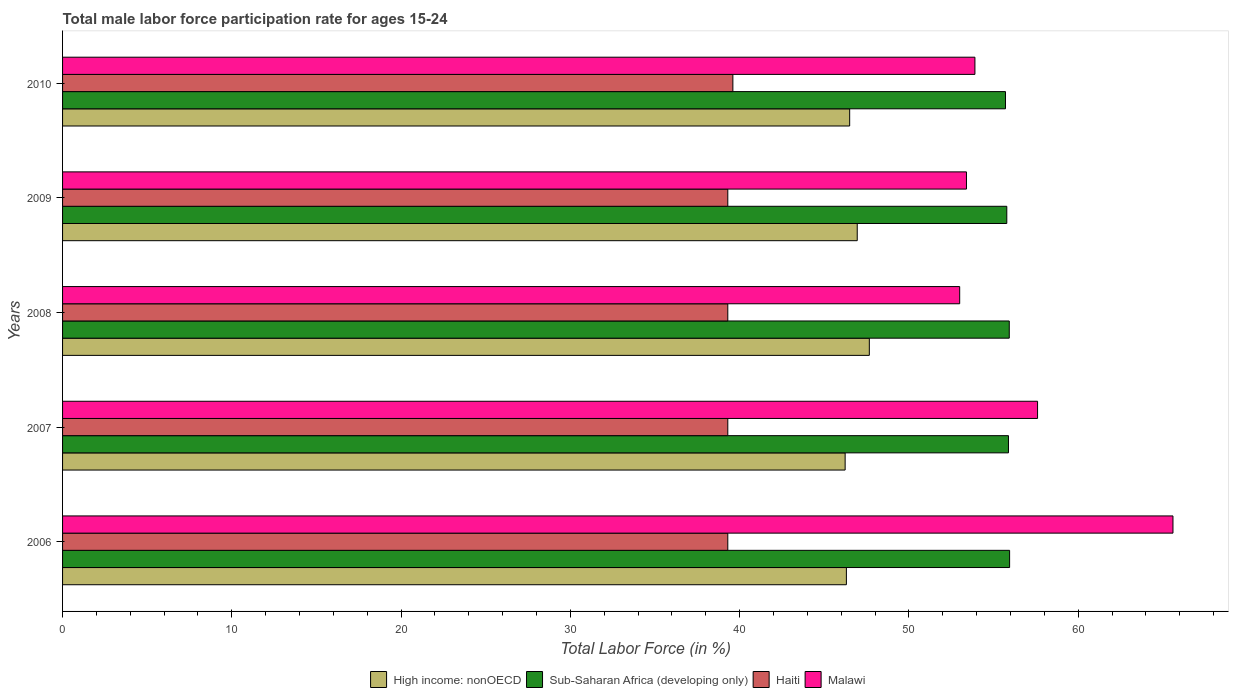 Total male labor force participation rate for ages 15-24
2010
2009
2008
2007
2006
Years
0
10
20
30
40
50
60
Total Labor Force (in %)
High income: nonOECD
Sub-Saharan Africa (developing only)
Haiti
Malawi